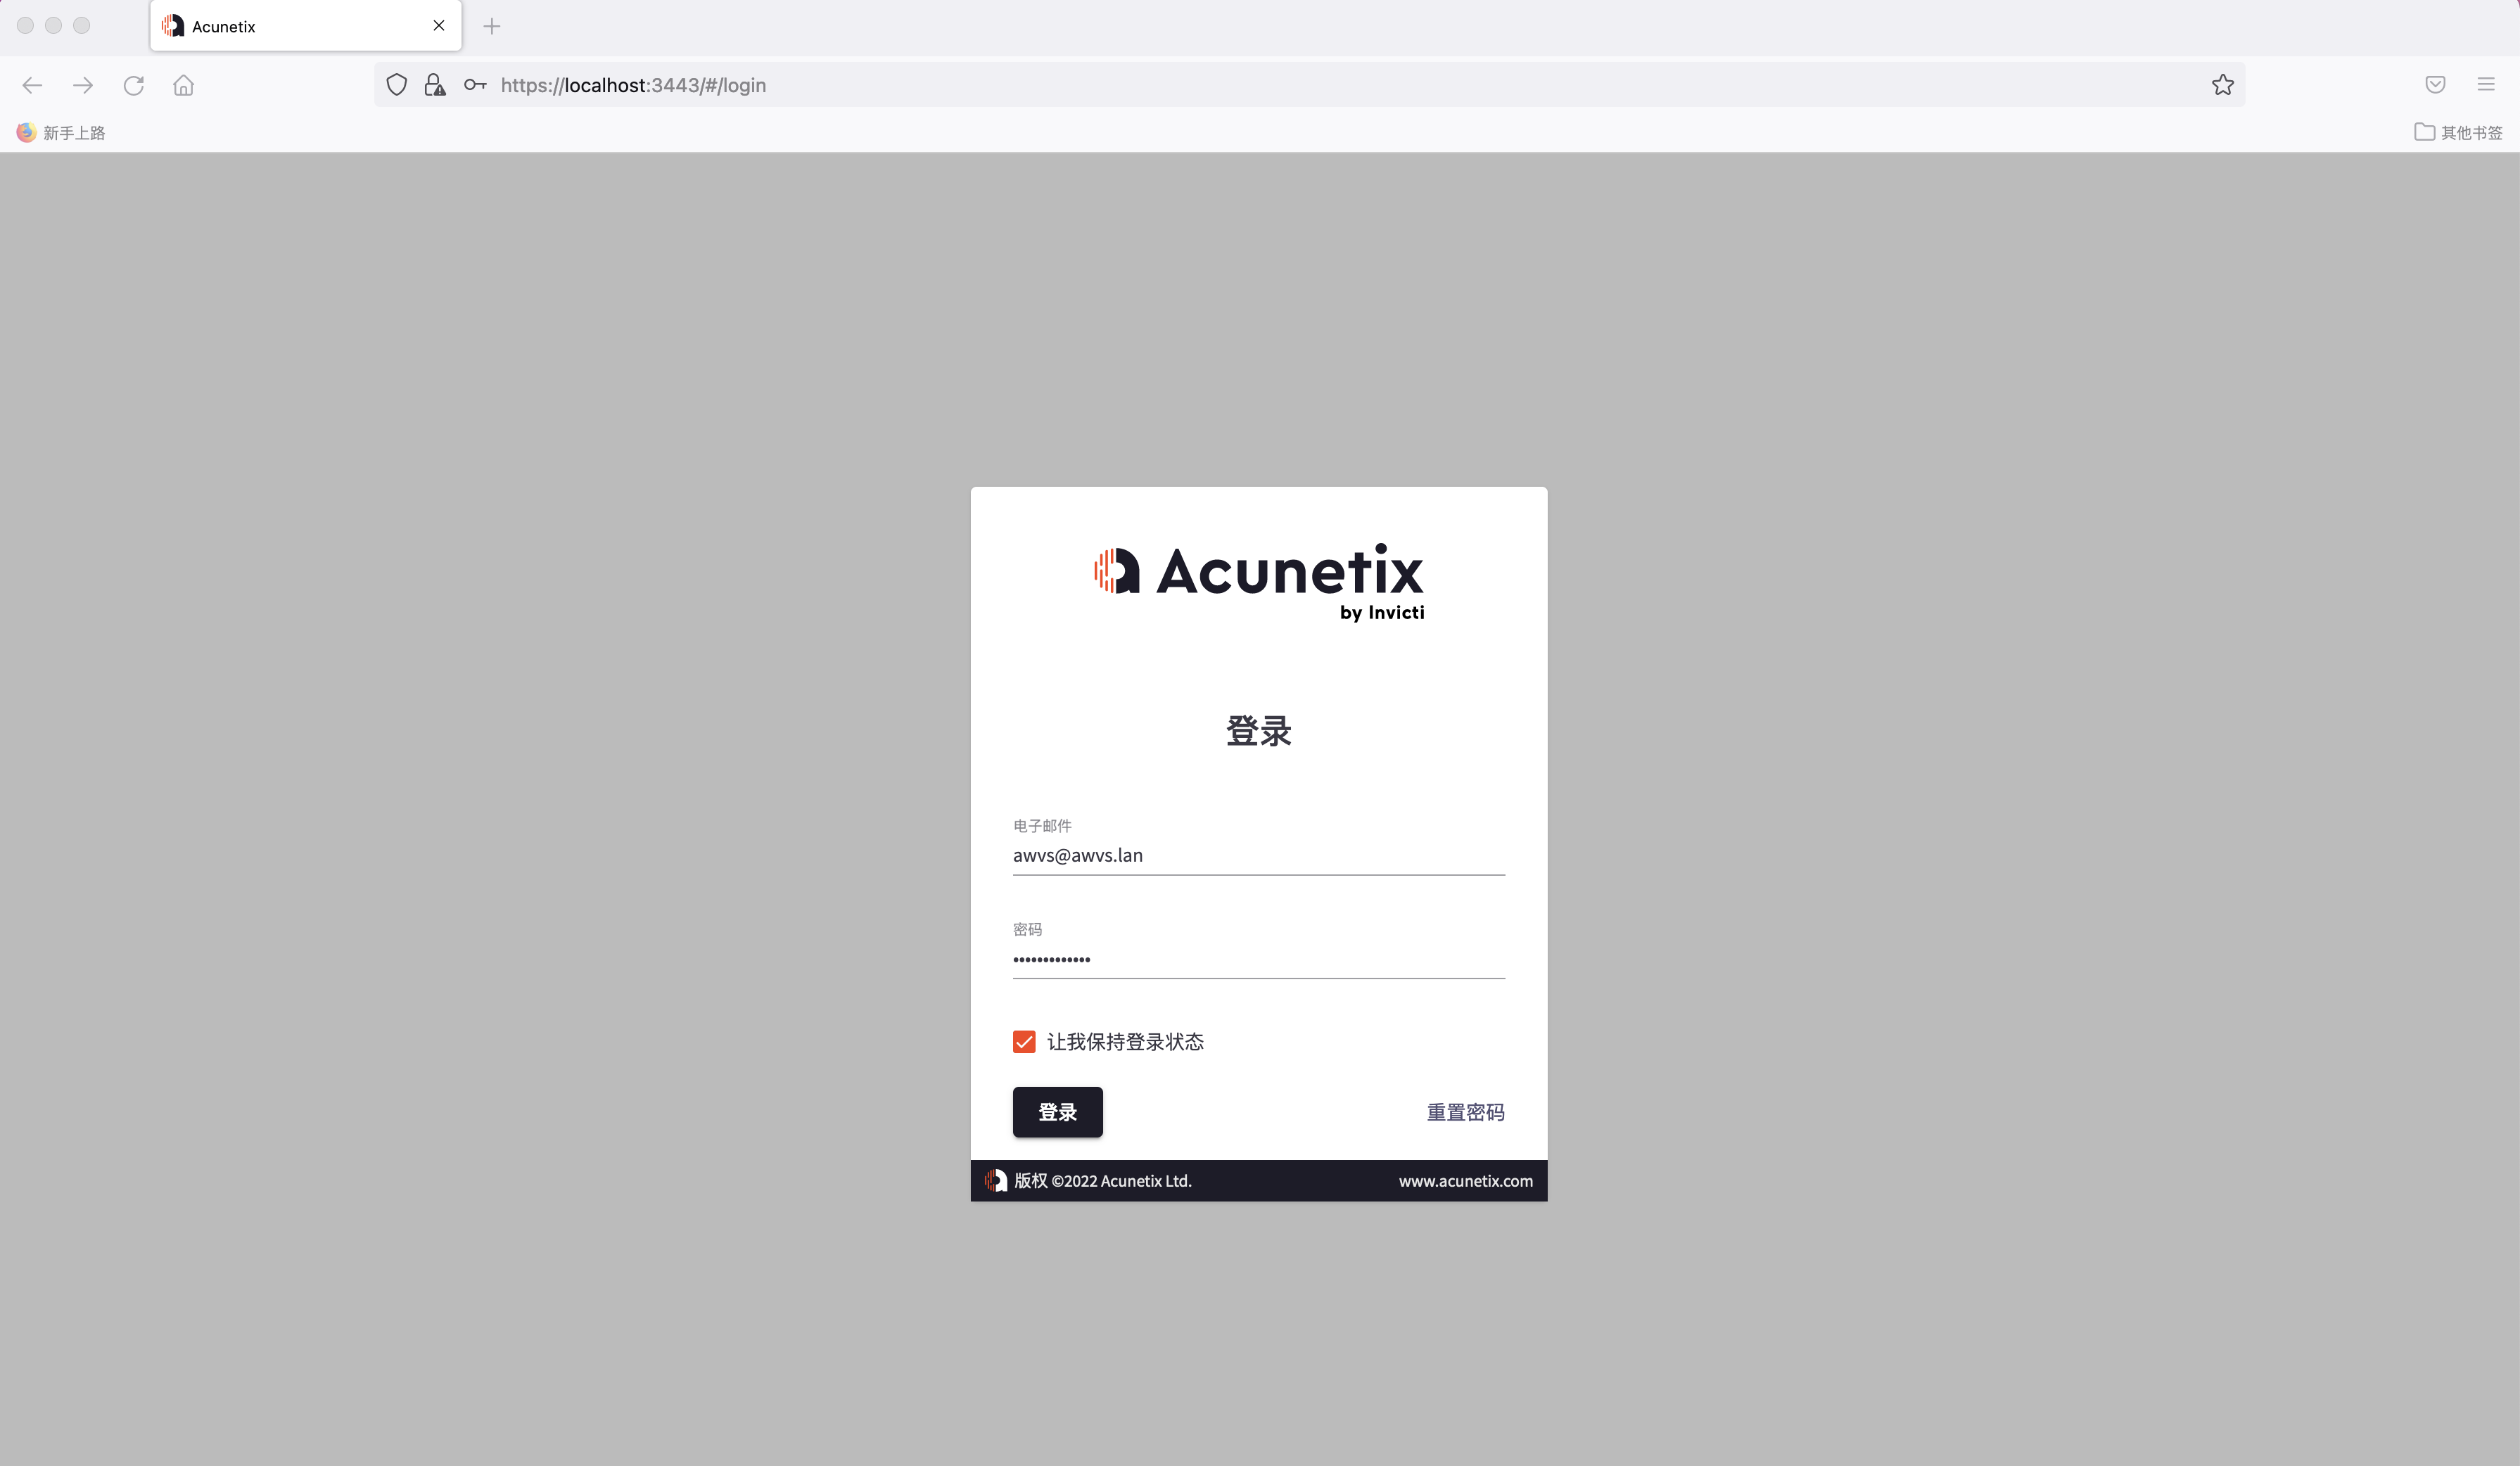 Acunetix
https://localhost:3443/#/login
新手上路
其他书签
Acunetix
by Invicti
登录
电子邮件
awvs@awvs.lan
密码
•••••••••••••
让我保持登录状态
登录
重置密码
版权 ©2022 Acunetix Ltd.
www.acunetix.com